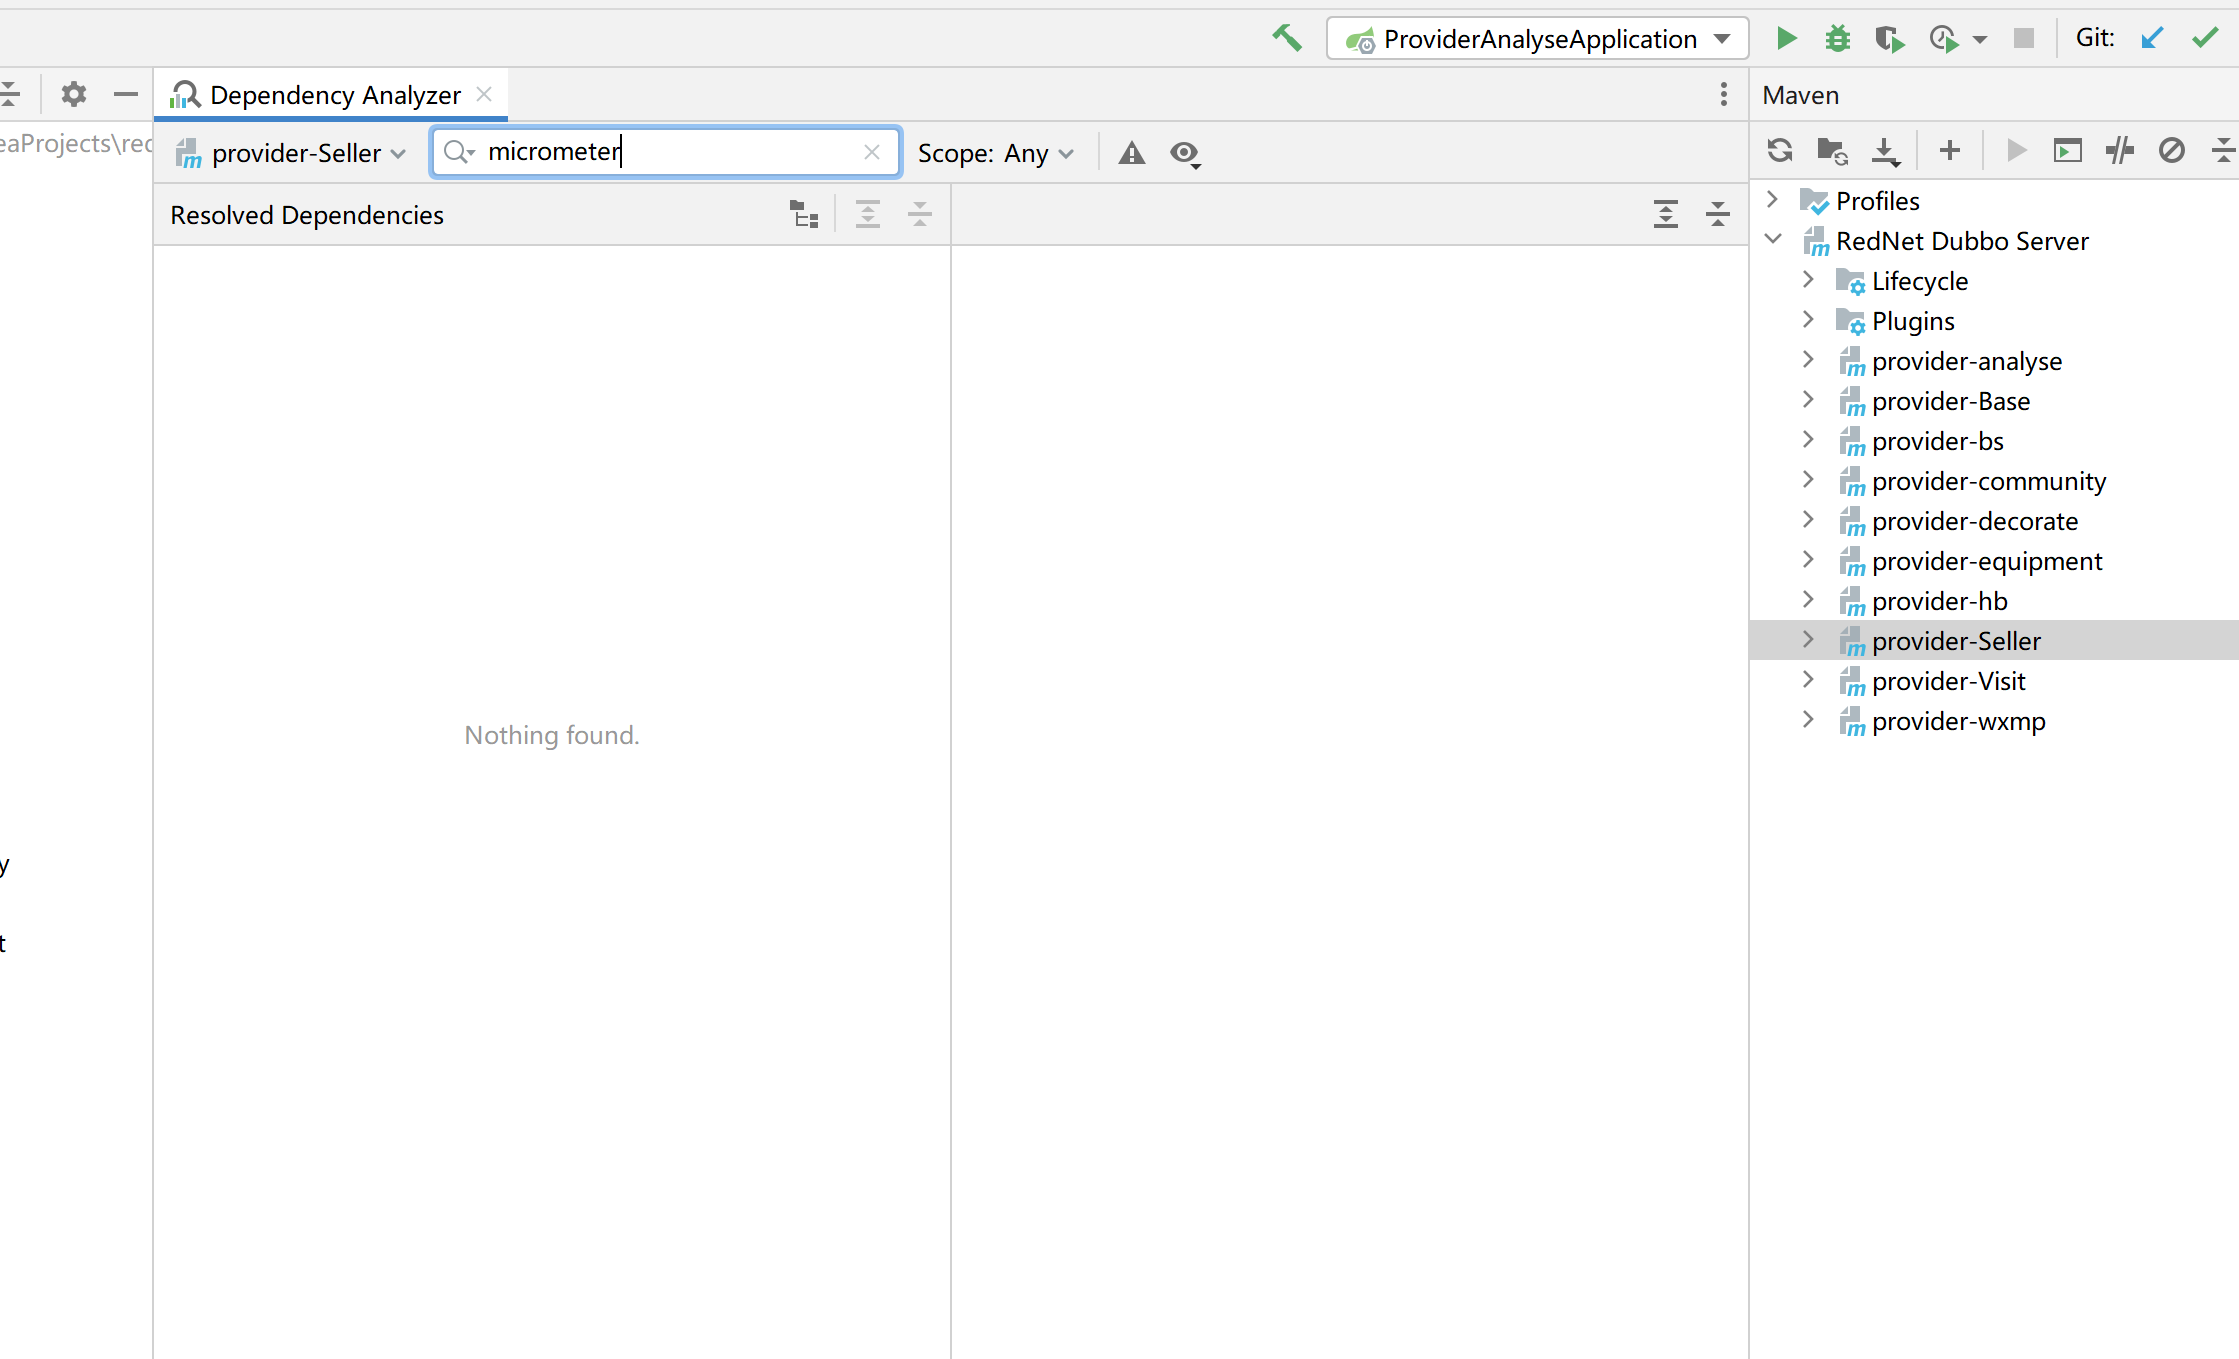 ProviderAnalyseApplication
Git:
Dependency Analyzer
Maven
eaProjects\rec
provider-Seller
micrometer
Scope: Any
Resolved Dependencies
Nothing found.
Profiles
RedNet Dubbo Server
Lifecycle
Plugins
provider-analyse
provider-Base
provider-bs
provider-community
provider-decorate
provider-equipment
provider-hb
provider-Seller
provider-Visit
provider-wxmp
y
t